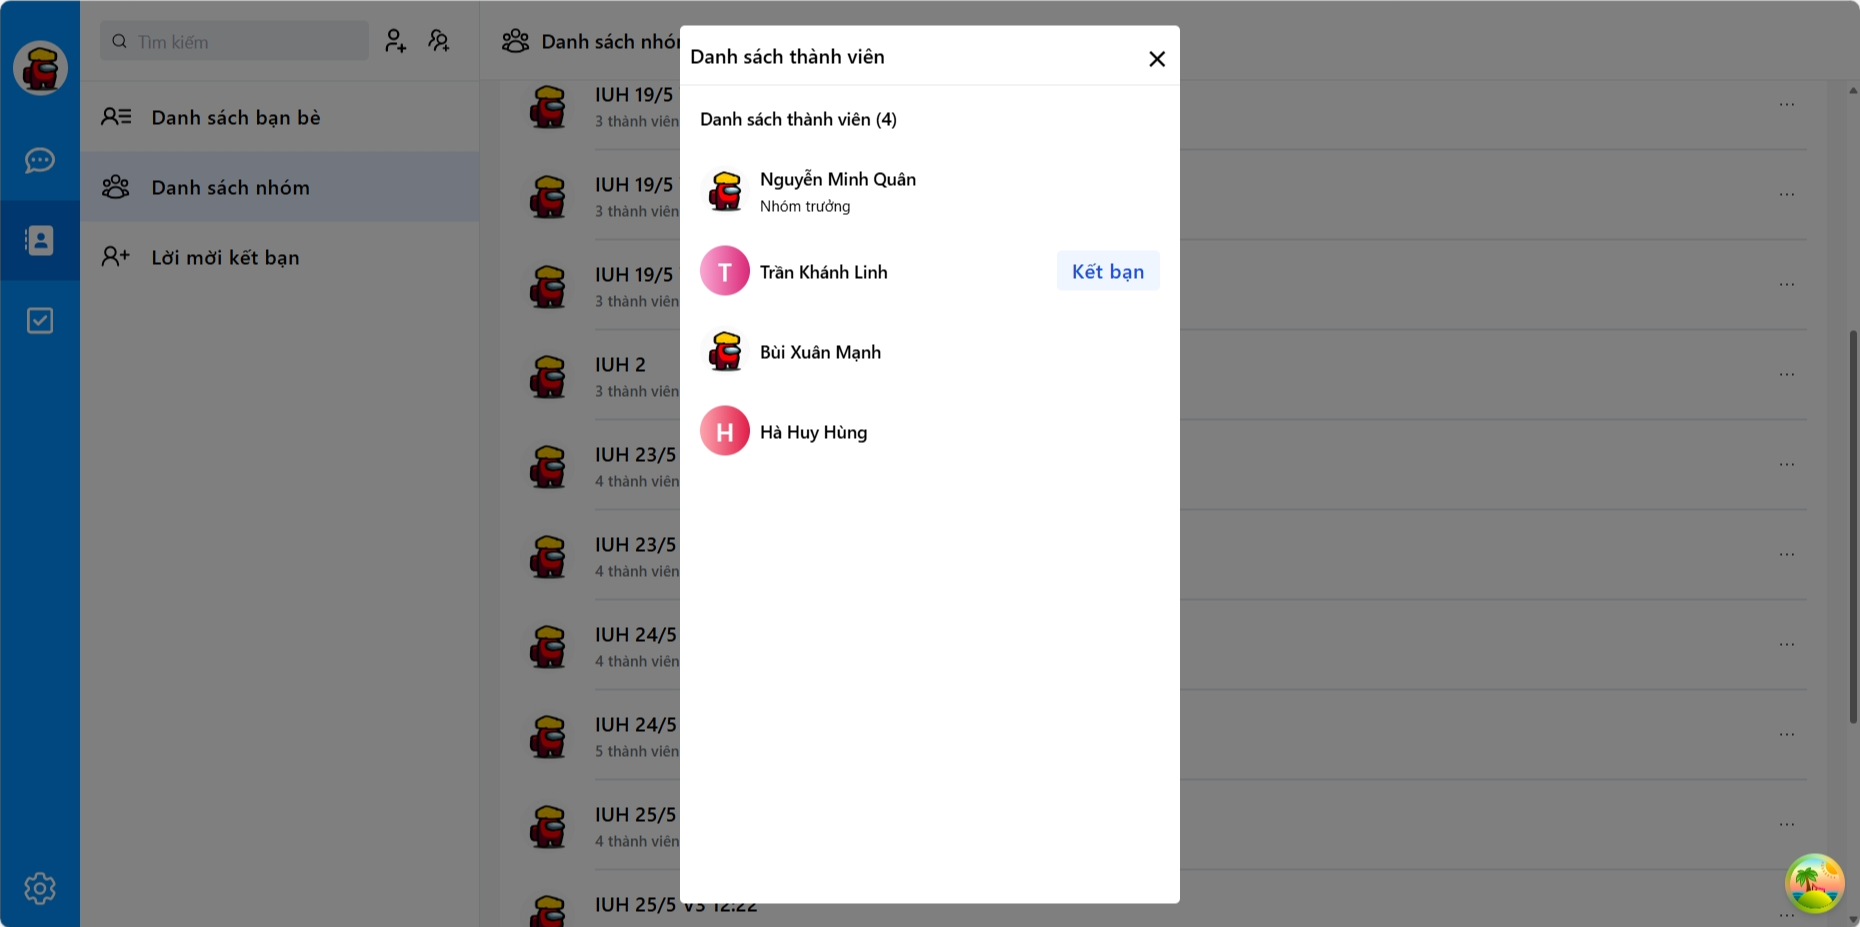 Tìm kiếm
Danh sách bạn bè
Danh sách nhóm
Lời mời kết bạn
Danh sách nhóm
IUH 19/5
3 thành viên
IUH 19/5
3 thành viên
IUH 19/5
3 thành viên
IUH 2
3 thành viên
IUH 23/5
4 thành viên
IUH 23/5
4 thành viên
IUH 24/5
4 thành viên
IUH 24/5
5 thành viên
IUH 25/5
4 thành viên
IUH 25/5 V3 12:22
Danh sách thành viên
Danh sách thành viên (4)
Nguyễn Minh Quân
Nhóm trưởng
T
Trần Khánh Linh
Kết bạn
Bùi Xuân Mạnh
H
Hà Huy Hùng